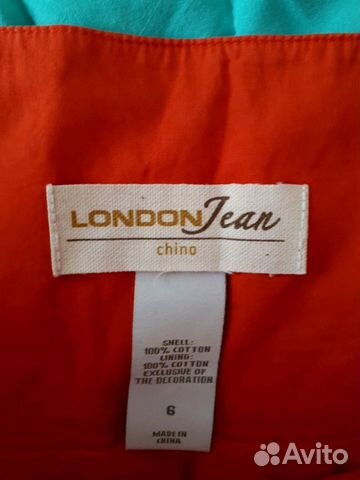 LONDON Jean
chino
SHELL:
100% COTTON
LINING:
100% COTTON
EXCLUSIVE OF
THE DECORATION
6
MADE IN
CHINA
Avito